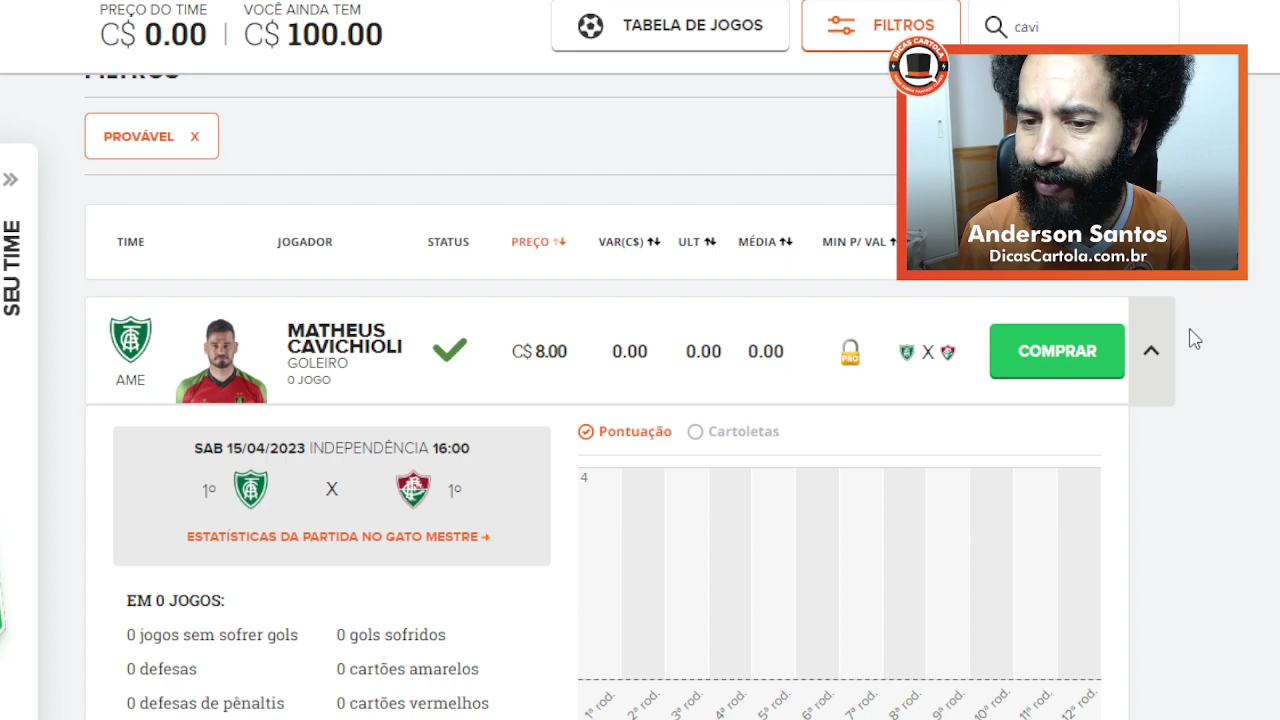 PREÇO DO TIME
C$ 0.00
VOCÊ AINDA TEM
C$ 100.00
TABELA DE JOGOS
FILTROS
cavi
FILTROS
PROVÁVEL X
SEU TIME
DICAS CARTOLA
Anderson Santos
DicasCartola.com.br
TIME
JOGADOR
STATUS
PREÇO
VAR(C$)
ULT
MÉDIA
MIN P/ VAL
AME
MATHEUS
CAVICHIOLI
GOLEIRO
0 JOGO
C$ 8.00
0.00
0.00
0.00
PRO
X
COMPRAR
SAB 15/04/2023 INDEPENDÊNCIA 16:00
1º X 1º
ESTATÍSTICAS DA PARTIDA NO GATO MESTRE
EM 0 JOGOS:
0 jogos sem sofrer gols
0 gols sofridos
0 defesas
0 cartões amarelos
0 defesas de pênaltis
0 cartões vermelhos
Pontuação
Cartoletas
4
1ª rod.
2ª rod.
3ª rod.
4ª rod.
5ª rod.
6ª rod.
7ª rod.
8ª rod.
9ª rod.
10ª rod.
11ª rod.
12ª rod.